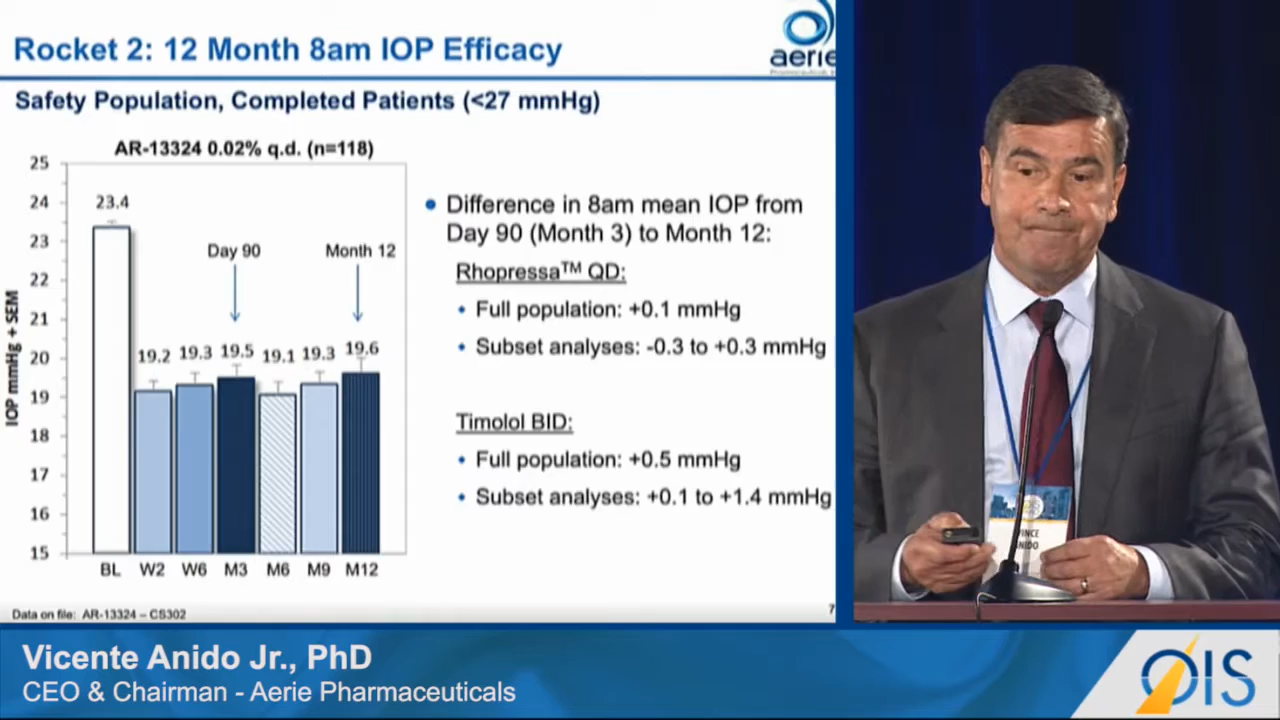 Rocket 2: 12 Month 8am IOP Efficacy
aerie
Safety Population, Completed Patients (<27 mmHg)
AR-13324 0.02% q.d. (n=118)
IOP mmHg + SEM
25
24
23
22
21
20
19
18
17
16
15
23.4
Day 90
Month 12
19.2 19.3 19.5 19.1 19.3 19.6
BL W2 W6 M3 M6 M9 M12
• Difference in 8am mean IOP from
Day 90 (Month 3) to Month 12:
Rhopressa™ QD:
• Full population: +0.1 mmHg
• Subset analyses: -0.3 to +0.3 mmHg
Timolol BID:
• Full population: +0.5 mmHg
• Subset analyses: +0.1 to +1.4 mmHg
Data on file: AR-13324 – CS302
7
Vicente Anido Jr., PhD
CEO & Chairman - Aerie Pharmaceuticals
OIS